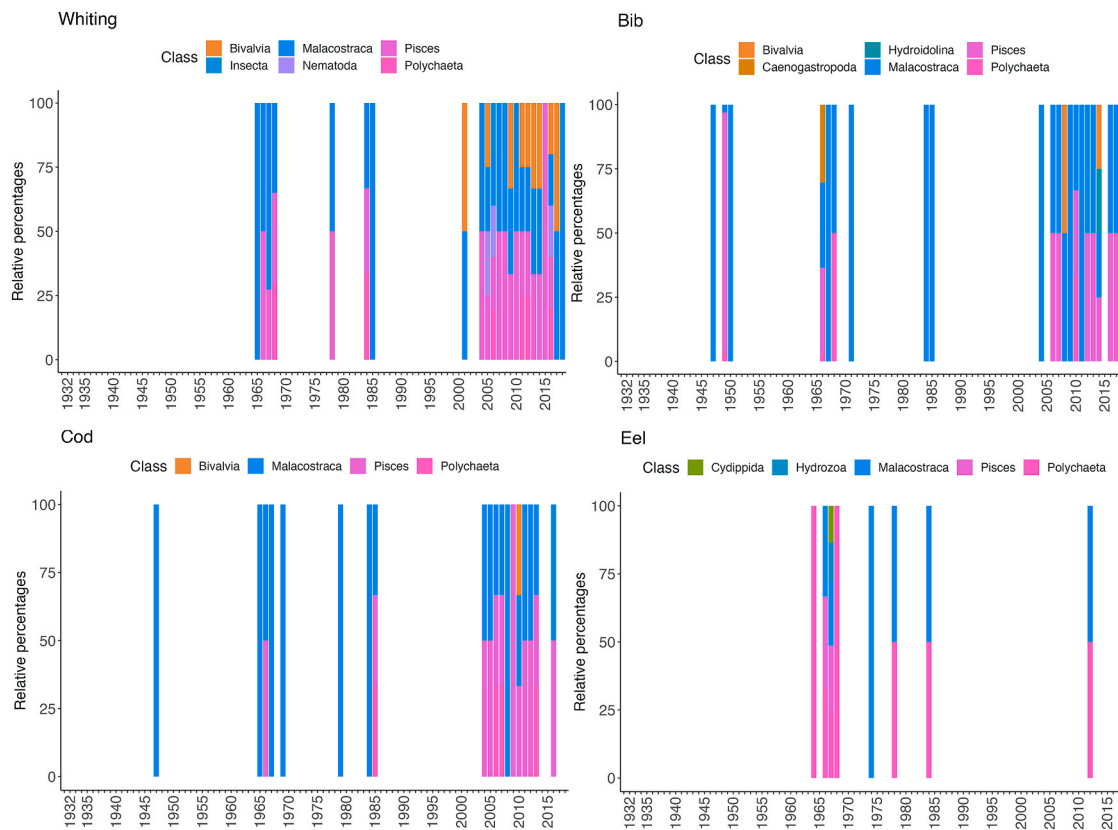 Whiting
Class Bivalvia Malacostraca Pisces
Insecta Nematoda Polychaeta
Relative percentages
100
75
50
25
0
1932 1935 1940 1945 1950 1955 1960 1965 1970 1975 1980 1985 1990 1995 2000 2005 2010 2015
Bib
Class Bivalvia Hydroidolina Pisces
Caenogastropoda Malacostraca Polychaeta
Relative percentages
100
75
50
25
0
1932 1935 1940 1945 1950 1955 1960 1965 1970 1975 1980 1985 1990 1995 2000 2005 2010 2015
Cod
Class Bivalvia Malacostraca Pisces Polychaeta
Relative percentages
100
75
50
25
0
1932 1935 1940 1945 1950 1955 1960 1965 1970 1975 1980 1985 1990 1995 2000 2005 2010 2015
Eel
Class Cydippida Hydrozoa Malacostraca Pisces Polychaeta
Relative percentages
100
75
50
25
0
1932 1935 1940 1945 1950 1955 1960 1965 1970 1975 1980 1985 1990 1995 2000 2005 2010 2015